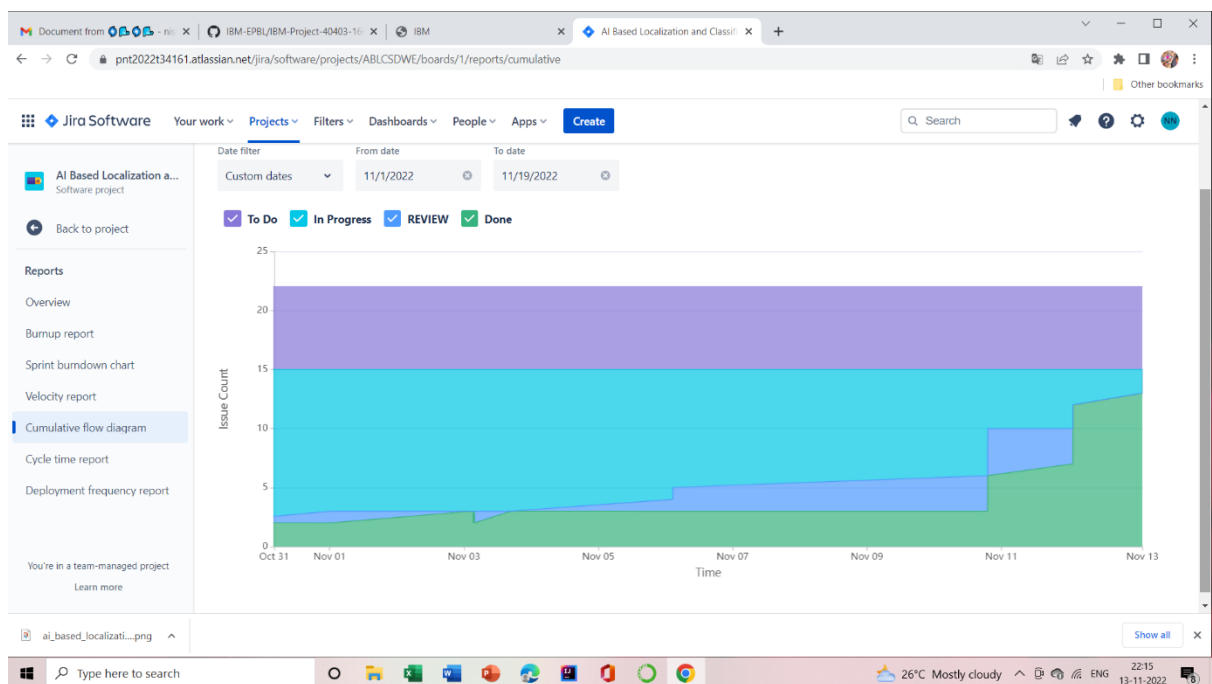 Document from - nis
IBM-EPBL/IBM-Project-40403-16
IBM
AI Based Localization and Classifi
pnt2022t34161.atlassian.net/jira/software/projects/ABLCSDWE/boards/1/reports/cumulative
Other bookmarks
Jira Software Your work Projects Filters Dashboards People Apps Create Search NN
Date filter From date To date
Custom dates 11/1/2022 11/19/2022
AI Based Localization a...
Software project
Back to project
Reports
Overview
Burnup report
Sprint burndown chart
Velocity report
Cumulative flow diagram
Cycle time report
Deployment frequency report
You're in a team-managed project
Learn more
To Do In Progress REVIEW Done
25
20
15
10
5
0
Issue Count
Oct 31 Nov 01 Nov 03 Nov 05 Nov 07 Nov 09 Nov 11 Nov 13
Time
ai_based_localizati....png
Show all
Type here to search
26°C Mostly cloudy ENG
22:15
13-11-2022
8